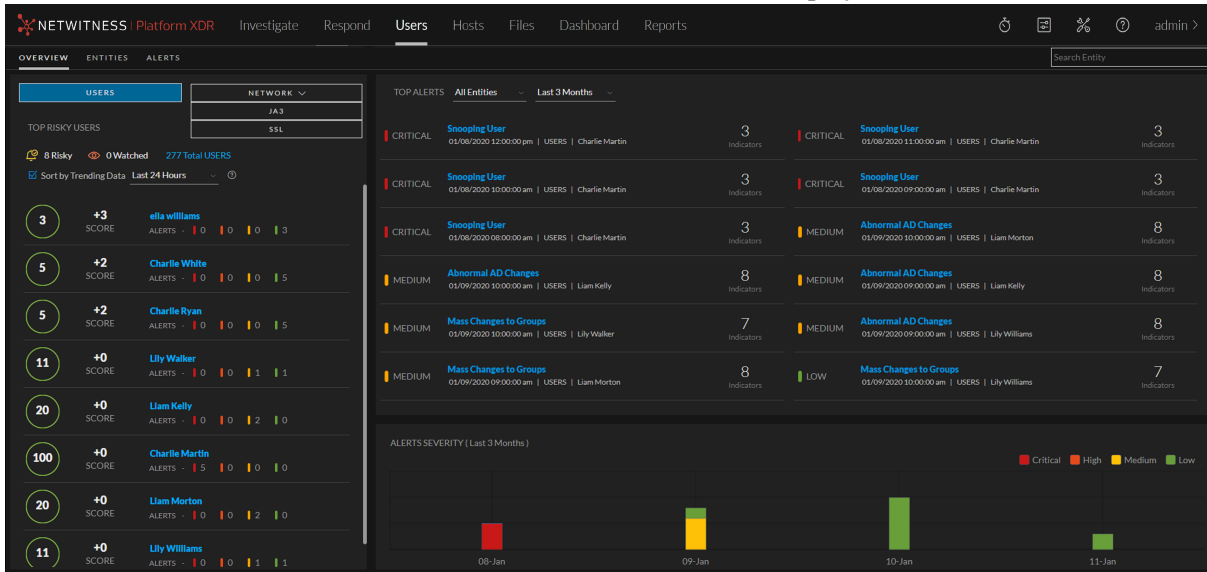 NETWITNESS | Platform XDR Investigate Respond Users Hosts Files Dashboard Reports admin >
OVERVIEW ENTITIES ALERTS Search Entity
USERS NETWORK
JA3
SSL
TOP RISKY USERS
8 Risky 0 Watched 277 Total USERS
Sort by Trending Data Last 24 Hours
3 +3 ella williams
SCORE ALERTS - 0 0 0 3
5 +2 Charlie White
SCORE ALERTS - 0 0 0 5
5 +2 Charlie Ryan
SCORE ALERTS - 0 0 0 5
11 +0 Lily Walker
SCORE ALERTS - 0 0 1 1
20 +0 Liam Kelly
SCORE ALERTS - 0 0 2 0
100 +0 Charlie Martin
SCORE ALERTS - 5 0 0 0
20 +0 Liam Morton
SCORE ALERTS - 0 0 2 0
11 +0 Lily Williams
SCORE ALERTS - 0 0 1 1
TOP ALERTS All Entities Last 3 Months
CRITICAL Snooping User 3
01/08/2020 12:00:00 pm | USERS | Charlie Martin Indicators
CRITICAL Snooping User 3
01/08/2020 11:00:00 am | USERS | Charlie Martin Indicators
CRITICAL Snooping User 3
01/08/2020 10:00:00 am | USERS | Charlie Martin Indicators
CRITICAL Snooping User 3
01/08/2020 09:00:00 am | USERS | Charlie Martin Indicators
CRITICAL Snooping User 3
01/08/2020 08:00:00 am | USERS | Charlie Martin Indicators
MEDIUM Abnormal AD Changes 8
01/09/2020 10:00:00 am | USERS | Liam Morton Indicators
MEDIUM Abnormal AD Changes 8
01/09/2020 10:00:00 am | USERS | Liam Kelly Indicators
MEDIUM Abnormal AD Changes 8
01/09/2020 09:00:00 am | USERS | Liam Kelly Indicators
MEDIUM Mass Changes to Groups 7
01/09/2020 10:00:00 am | USERS | Lily Walker Indicators
MEDIUM Abnormal AD Changes 8
01/09/2020 09:00:00 am | USERS | Lily Williams Indicators
MEDIUM Mass Changes to Groups 8
01/09/2020 09:00:00 am | USERS | Liam Morton Indicators
LOW Mass Changes to Groups 7
01/09/2020 10:00:00 am | USERS | Lily Williams Indicators
ALERTS SEVERITY ( Last 3 Months )
Critical High Medium Low
08-Jan 09-Jan 10-Jan 11-Jan